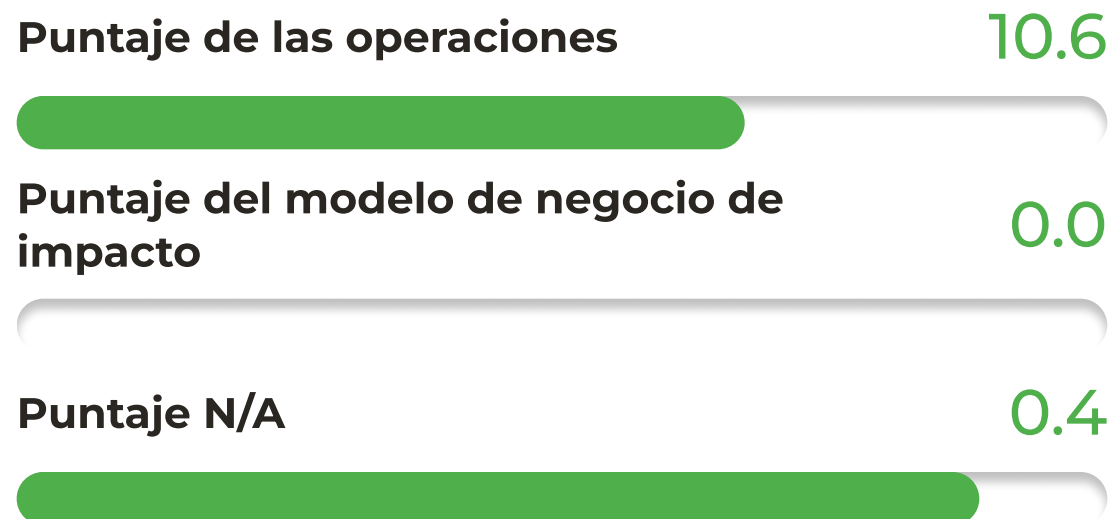 Puntaje de las operaciones 10.6
Puntaje del modelo de negocio de
impacto 0.0
Puntaje N/A 0.4